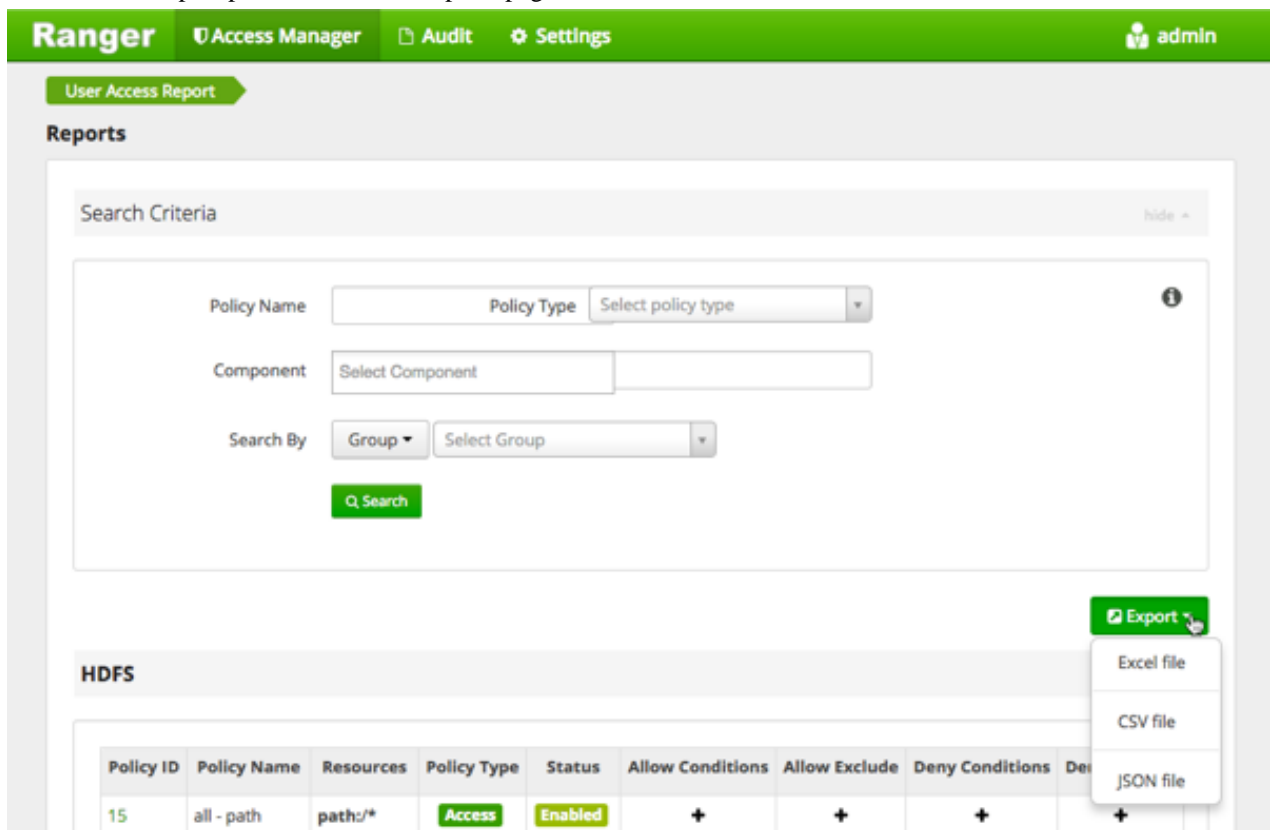 Ranger Access Manager Audit Settings admin
User Access Report
Reports
Search Criteria hide
Policy Name Policy Type Select policy type
Component Select Component
Search By Group Select Group
Search
Export
Excel file
HDFS
CSV file
Policy ID Policy Name Resources Policy Type Status Allow Conditions Allow Exclude Deny Conditions
JSON file
15 all - path path:/* Access Enabled + + + +